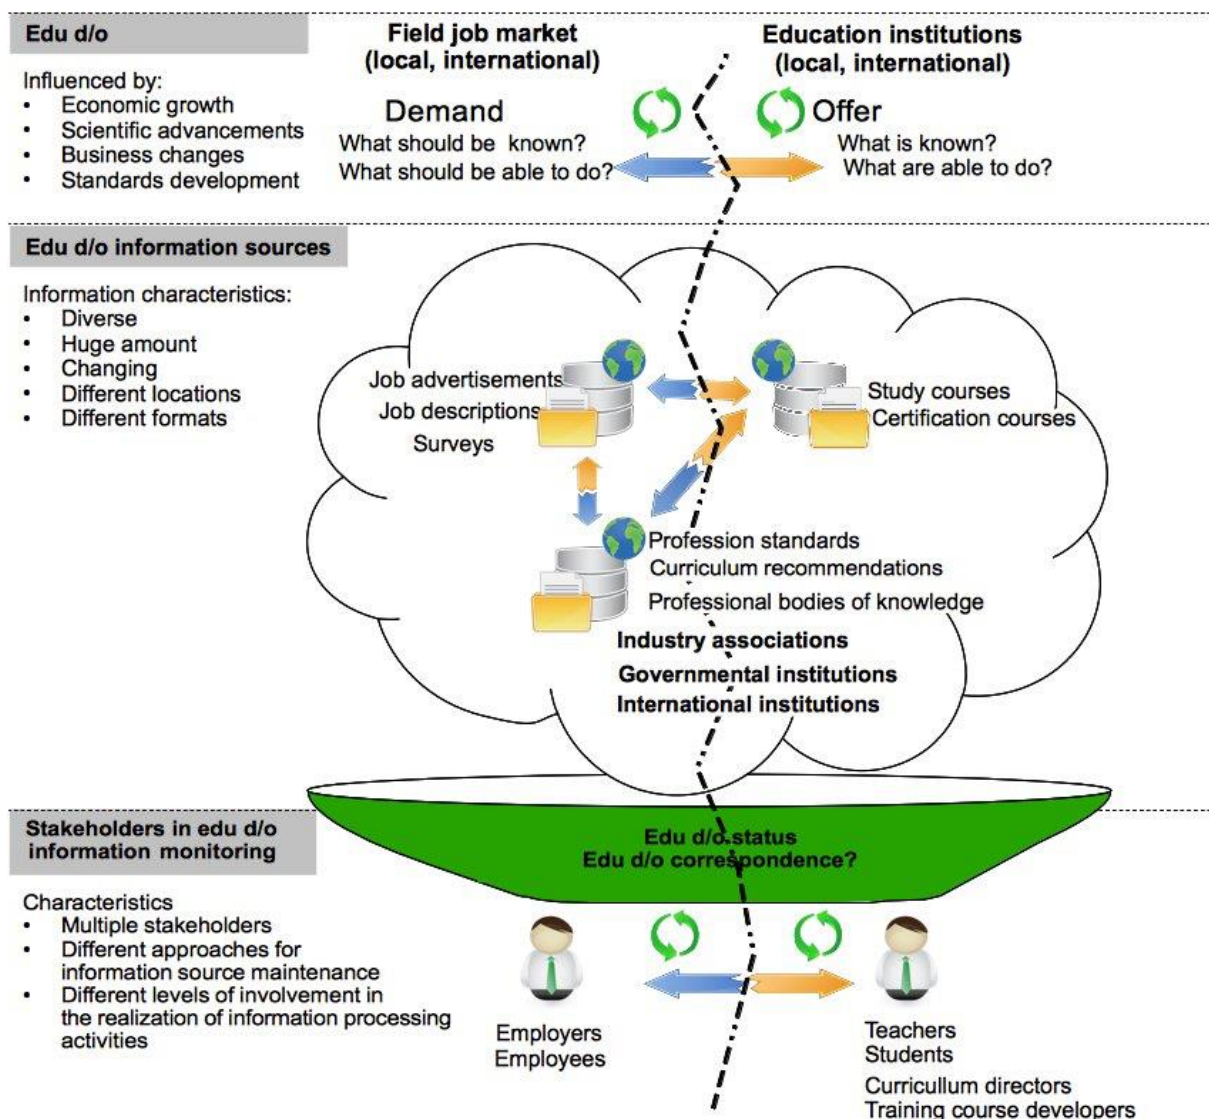 Edu d/o
Influenced by:
• Economic growth
• Scientific advancements
• Business changes
• Standards development
Field job market
(local, international)
Demand
What should be known?
What should be able to do?
Education institutions
(local, international)
Offer
What is known?
What are able to do?
Edu d/o information sources
Information characteristics:
• Diverse
• Huge amount
• Changing
• Different locations
• Different formats
Job advertisements
Job descriptions
Surveys
Study courses
Certification courses
Profession standards
Curriculum recommendations
Professional bodies of knowledge
Industry associations
Governmental institutions
International institutions
Stakeholders in edu d/o
information monitoring
Characteristics
• Multiple stakeholders
• Different approaches for
information source maintenance
• Different levels of involvement in
the realization of information processing
activities
Edu d/o status
Edu d/o correspondence?
Employers
Employees
Teachers
Students
Curricullum directors
Training course developers